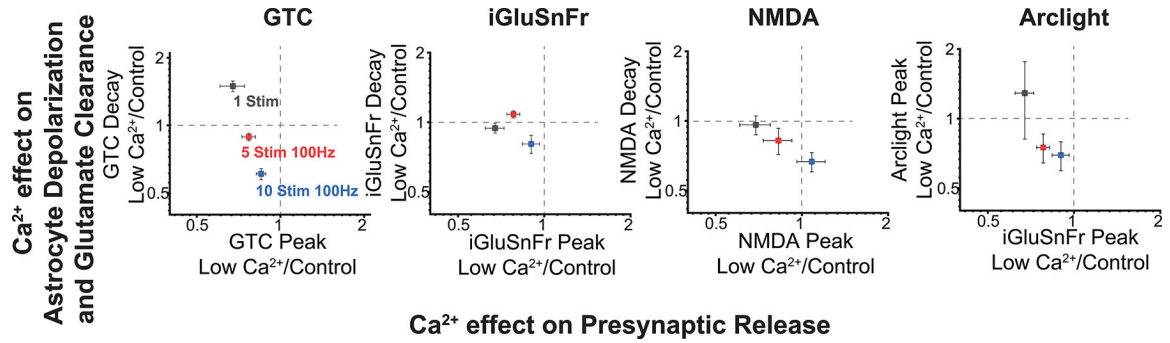 Ca²⁺ effect on
Astrocyte Depolarization
and Glutamate Clearance
GTC
GTC Decay
Low Ca²⁺/Control
2
1
0.5
1 Stim
5 Stim 100Hz
10 Stim 100Hz
0.5
1
2
GTC Peak
Low Ca²⁺/Control
iGluSnFr
iGluSnFr Decay
Low Ca²⁺/Control
2
1
0.5
0.5
1
2
iGluSnFr Peak
Low Ca²⁺/Control
NMDA
NMDA Decay
Low Ca²⁺/Control
2
1
0.5
0.5
1
2
NMDA Peak
Low Ca²⁺/Control
Arclight
Arclight Peak
Low Ca²⁺/Control
2
1
0.5
0.5
1
2
iGluSnFr Peak
Low Ca²⁺/Control
Ca²⁺ effect on Presynaptic Release